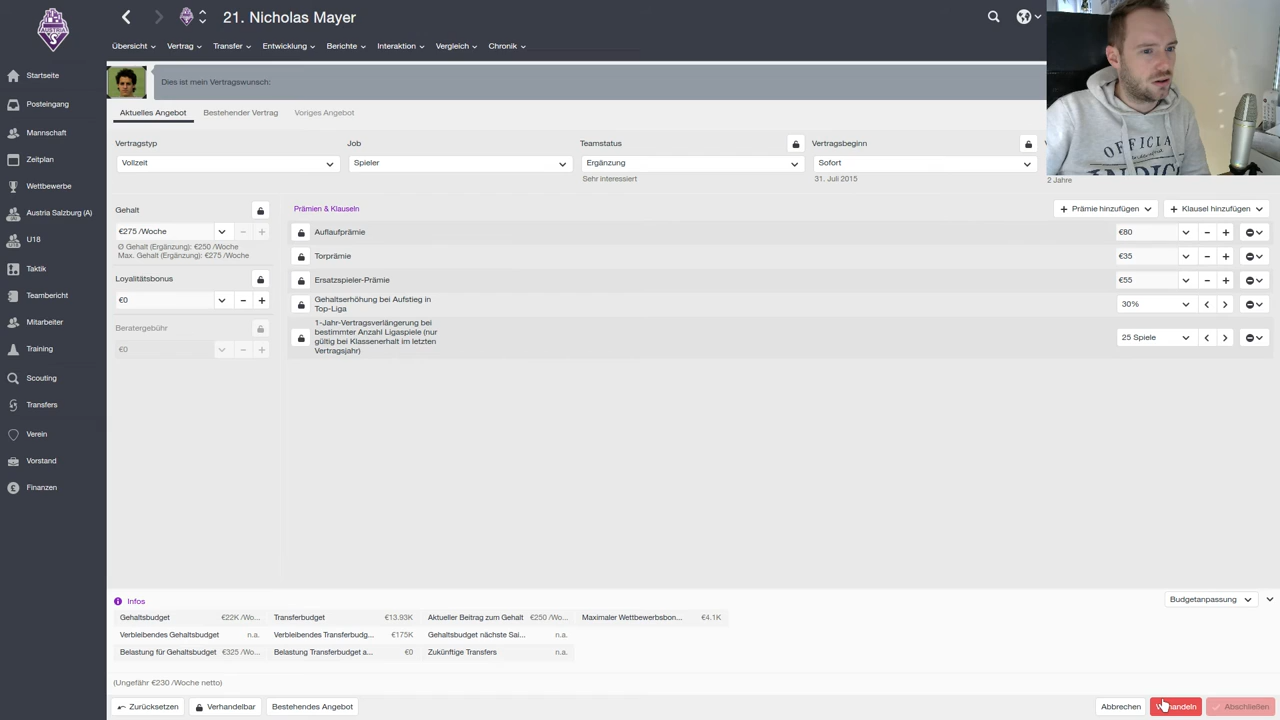 AUSTRIA
S
21. Nicholas Mayer
Übersicht
Vertrag
Transfer
Entwicklung
Berichte
Interaktion
Vergleich
Chronik
Startseite
Posteingang
Mannschaft
Zeitplan
Wettbewerbe
Austria Salzburg (A)
U18
Taktik
Teambericht
Mitarbeiter
Training
Scouting
Transfers
Verein
Vorstand
Finanzen
Dies ist mein Vertragswunsch:
Aktuelles Angebot
Bestehender Vertrag
Voriges Angebot
Vertragstyp
Vollzeit
Job
Spieler
Teamstatus
Ergänzung
Sehr interessiert
Vertragsbeginn
Sofort
31. Juli 2015
2 Jahre
OFFICIA
Gehalt
€275 /Woche
Ø Gehalt (Ergänzung): €250 /Woche
Max. Gehalt (Ergänzung): €275 /Woche
Loyalitätsbonus
€0
Beratergebühr
€0
Prämien & Klauseln
Prämie hinzufügen
Klausel hinzufügen
Auflaufprämie
€80
Torprämie
€35
Ersatzspieler-Prämie
€55
Gehaltserhöhung bei Aufstieg in
Top-Liga
30%
1-Jahr-Vertragsverlängerung bei
bestimmter Anzahl Ligaspiele (nur
gültig bei Klassenerhalt im letzten
Vertragsjahr)
25 Spiele
Infos
Budgetanpassung
Gehaltsbudget €22K /Wo...
Transferbudget €13.93K
Aktueller Beitrag zum Gehalt €250 /Wo...
Maximaler Wettbewerbsbon... €4.1K
Verbleibendes Gehaltsbudget n.a.
Verbleibendes Transferbudg... €175K
Gehaltsbudget nächste Sai... n.a.
Belastung für Gehaltsbudget €325 /Wo...
Belastung Transferbudget a... €0
Zukünftige Transfers n.a.
(Ungefähr €230 /Woche netto)
Zurücksetzen
Verhandelbar
Bestehendes Angebot
Abbrechen
Abschließen